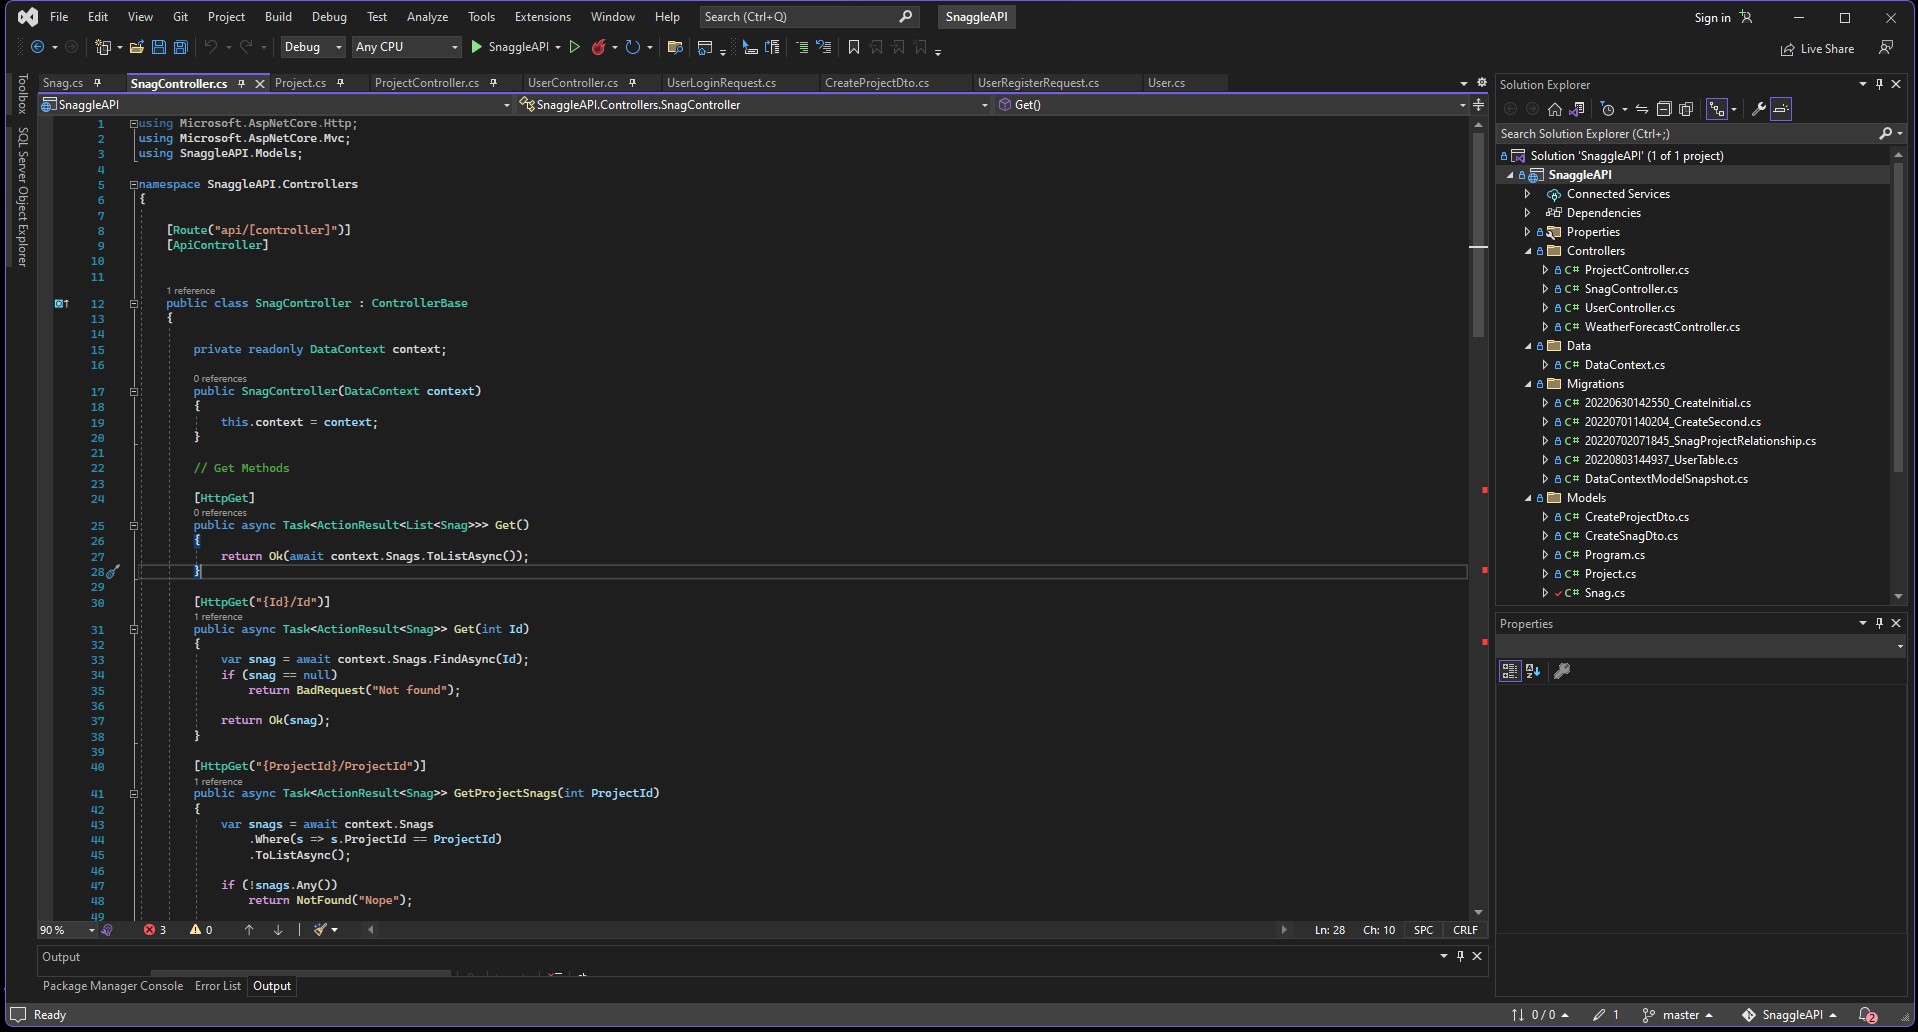 File Edit View Git Project Build Debug Test Analyze Tools Extensions Window Help Search (Ctrl+Q) SnaggleAPI Sign in
Debug Any CPU SnaggleAPI Live Share
Toolbox
SQL Server Object Explorer
Snag.cs SnagController.cs Project.cs ProjectController.cs UserController.cs UserLoginRequest.cs CreateProjectDto.cs UserRegisterRequest.cs User.cs
SnaggleAPI SnaggleAPI.Controllers.SnagController Get()
1 using Microsoft.AspNetCore.Http;
2 using Microsoft.AspNetCore.Mvc;
3 using SnaggleAPI.Models;
4
5 namespace SnaggleAPI.Controllers
6 {
7
8 [Route("api/[controller]")]
9 [ApiController]
10
11
1 reference
12 public class SnagController : ControllerBase
13 {
14
15 private readonly DataContext context;
16
0 references
17 public SnagController(DataContext context)
18 {
19 this.context = context;
20 }
21
22 // Get Methods
23
24 [HttpGet]
0 references
25 public async Task<ActionResult<List<Snag>>> Get()
26 {
27 return Ok(await context.Snags.ToListAsync());
28 }
29
30 [HttpGet("{Id}/Id")]
1 reference
31 public async Task<ActionResult<Snag>> Get(int Id)
32 {
33 var snag = await context.Snags.FindAsync(Id);
34 if (snag == null)
35 return BadRequest("Not found");
36
37 return Ok(snag);
38 }
39
40 [HttpGet("{ProjectId}/ProjectId")]
1 reference
41 public async Task<ActionResult<Snag>> GetProjectSnags(int ProjectId)
42 {
43 var snags = await context.Snags
44 .Where(s => s.ProjectId == ProjectId)
45 .ToListAsync();
46
47 if (!snags.Any())
48 return NotFound("Nope");
49
90 % 3 0 Ln: 28 Ch: 10 SPC CRLF
Output
Package Manager Console Error List Output
Solution Explorer
Search Solution Explorer (Ctrl+;)
Solution 'SnaggleAPI' (1 of 1 project)
SnaggleAPI
Connected Services
Dependencies
Properties
Controllers
C# ProjectController.cs
C# SnagController.cs
C# UserController.cs
C# WeatherForecastController.cs
Data
C# DataContext.cs
Migrations
C# 20220630142550_CreateInitial.cs
C# 20220701140204_CreateSecond.cs
C# 20220702071845_SnagProjectRelationship.cs
C# 20220803144937_UserTable.cs
C# DataContextModelSnapshot.cs
Models
C# CreateProjectDto.cs
C# CreateSnagDto.cs
C# Program.cs
C# Project.cs
C# Snag.cs
Properties
Ready 0 / 0 1 master SnaggleAPI 2